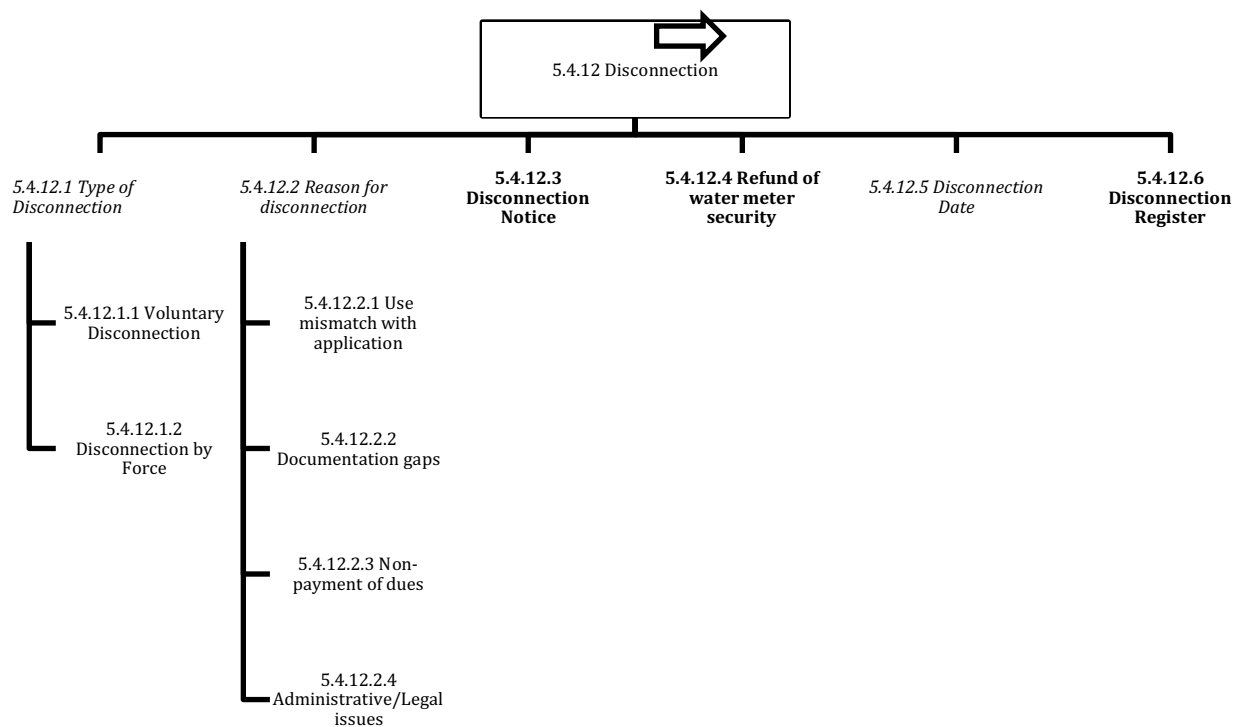 5.4.12 Disconnection
5.4.12.1 Type of
Disconnection
5.4.12.2 Reason for
disconnection
5.4.12.3
Disconnection
Notice
5.4.12.4 Refund of
water meter
security
5.4.12.5 Disconnection
Date
5.4.12.6
Disconnection
Register
5.4.12.1.1 Voluntary
Disconnection
5.4.12.1.2
Disconnection by
Force
5.4.12.2.1 Use
mismatch with
application
5.4.12.2.2
Documentation gaps
5.4.12.2.3 Non-
payment of dues
5.4.12.2.4
Administrative/Legal
issues